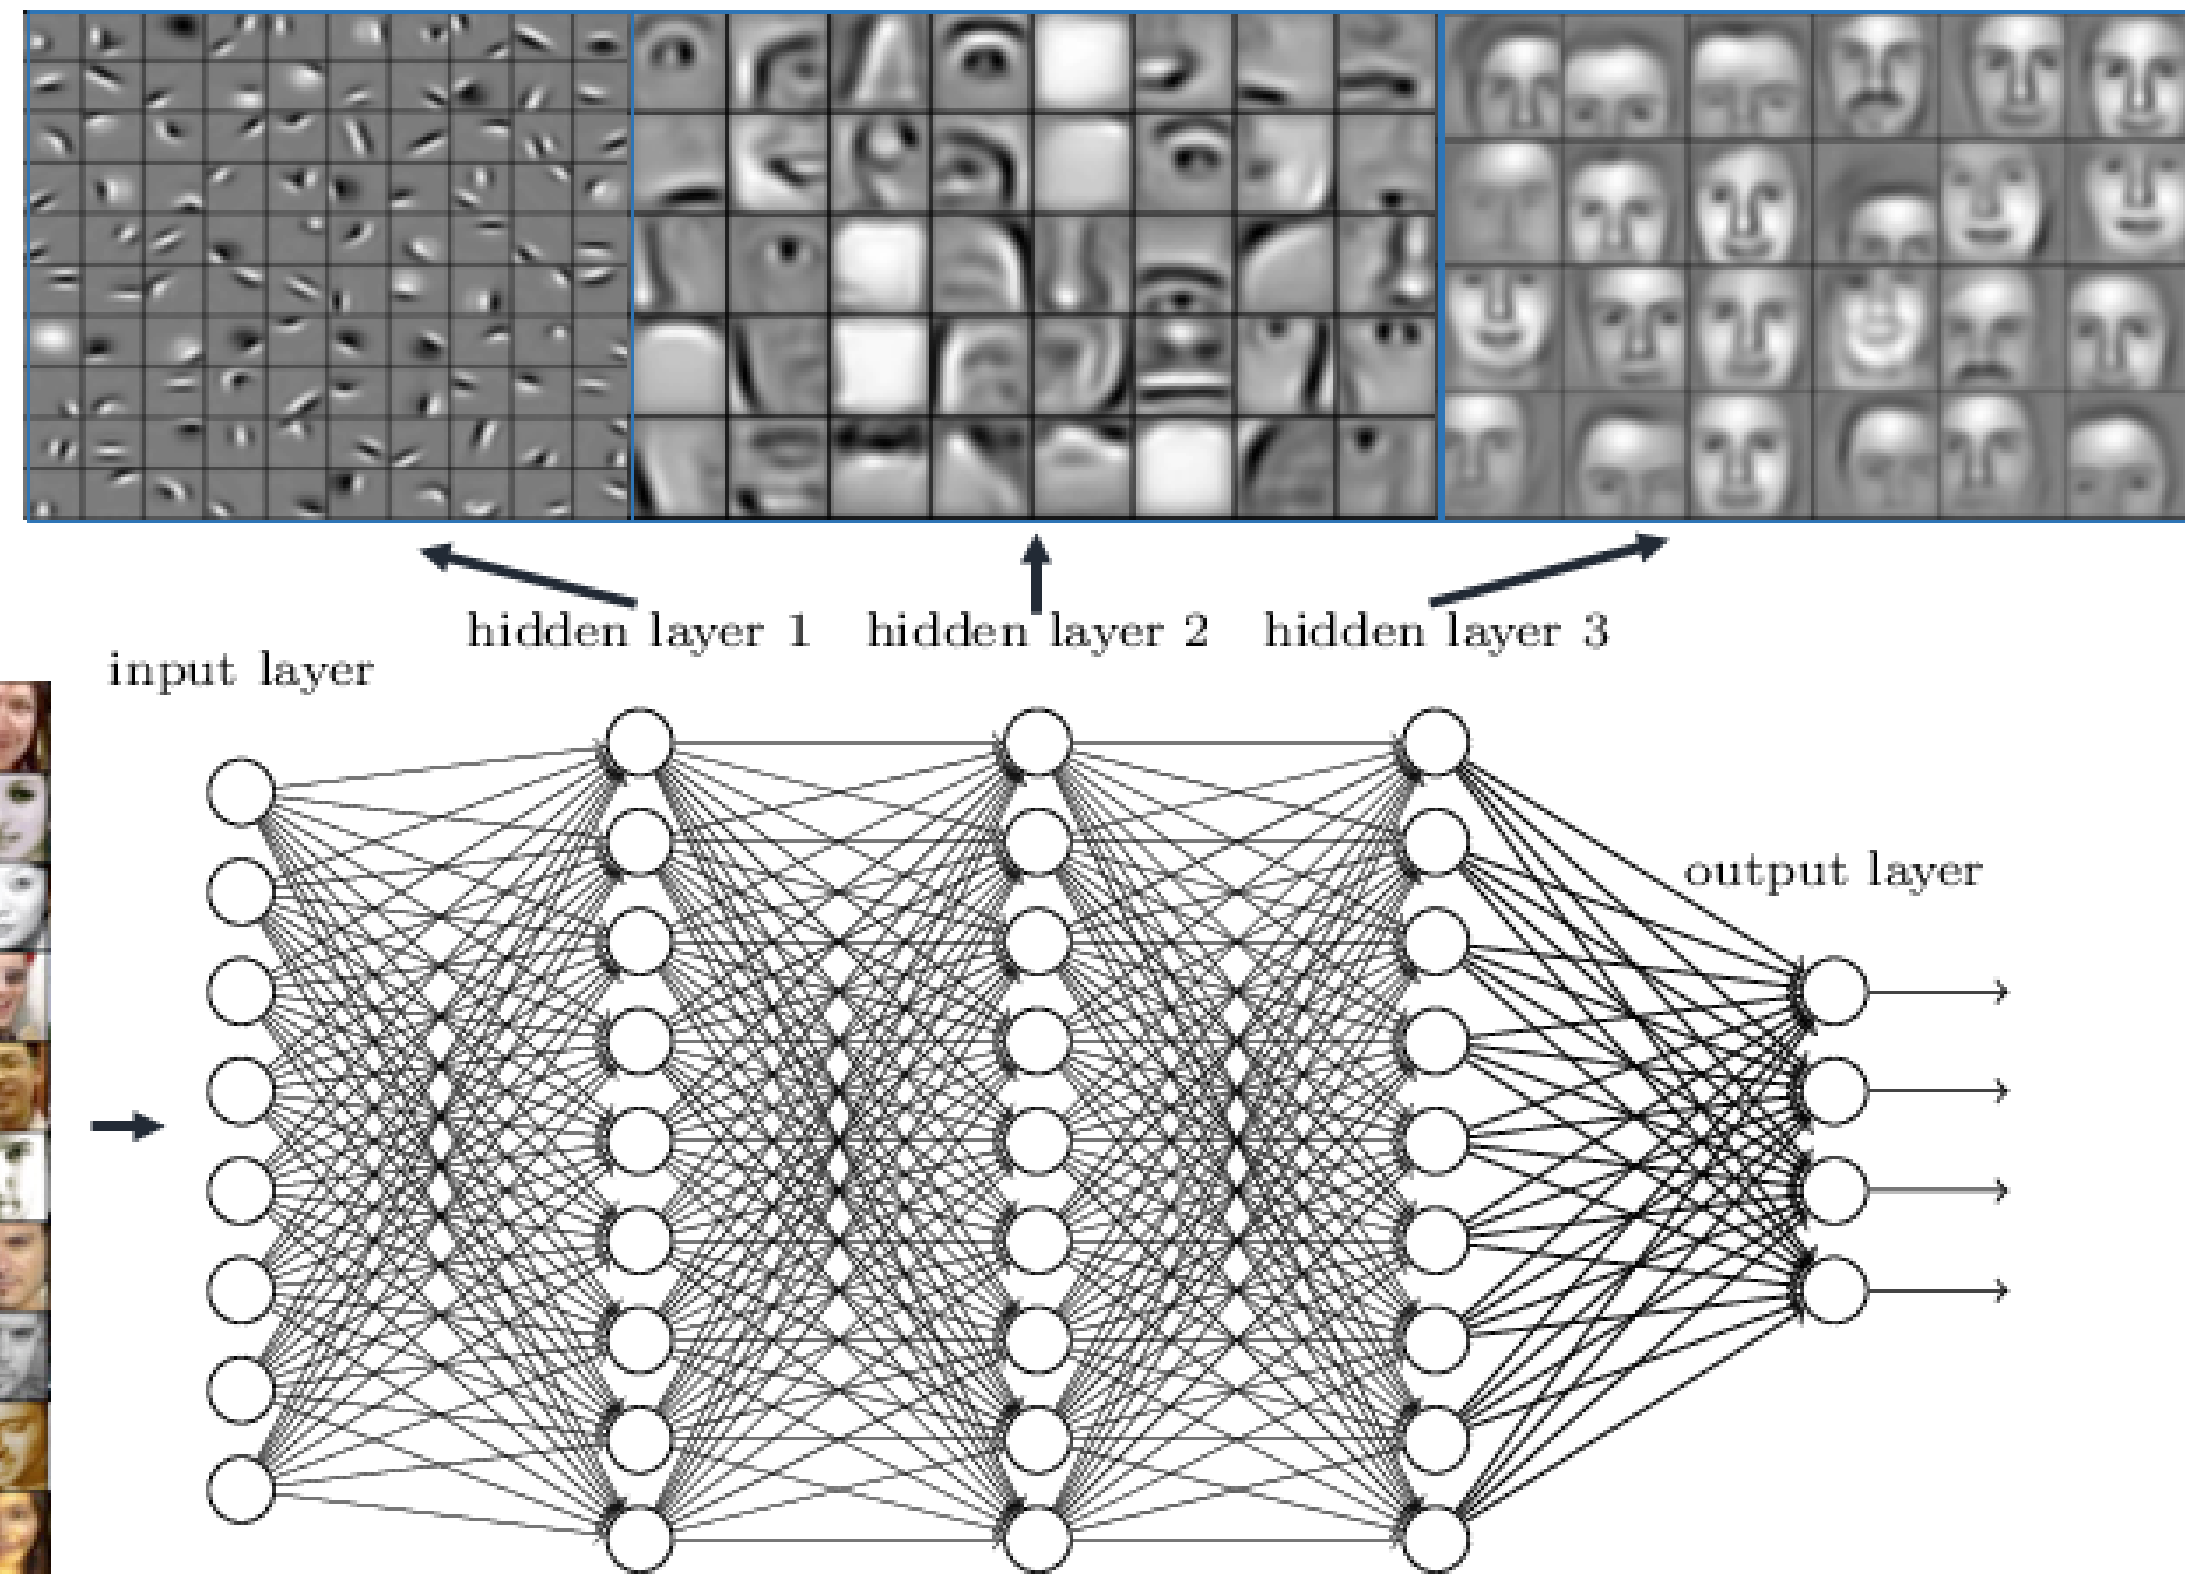 hidden layer 1
hidden layer 2
hidden layer 3
input layer
output layer